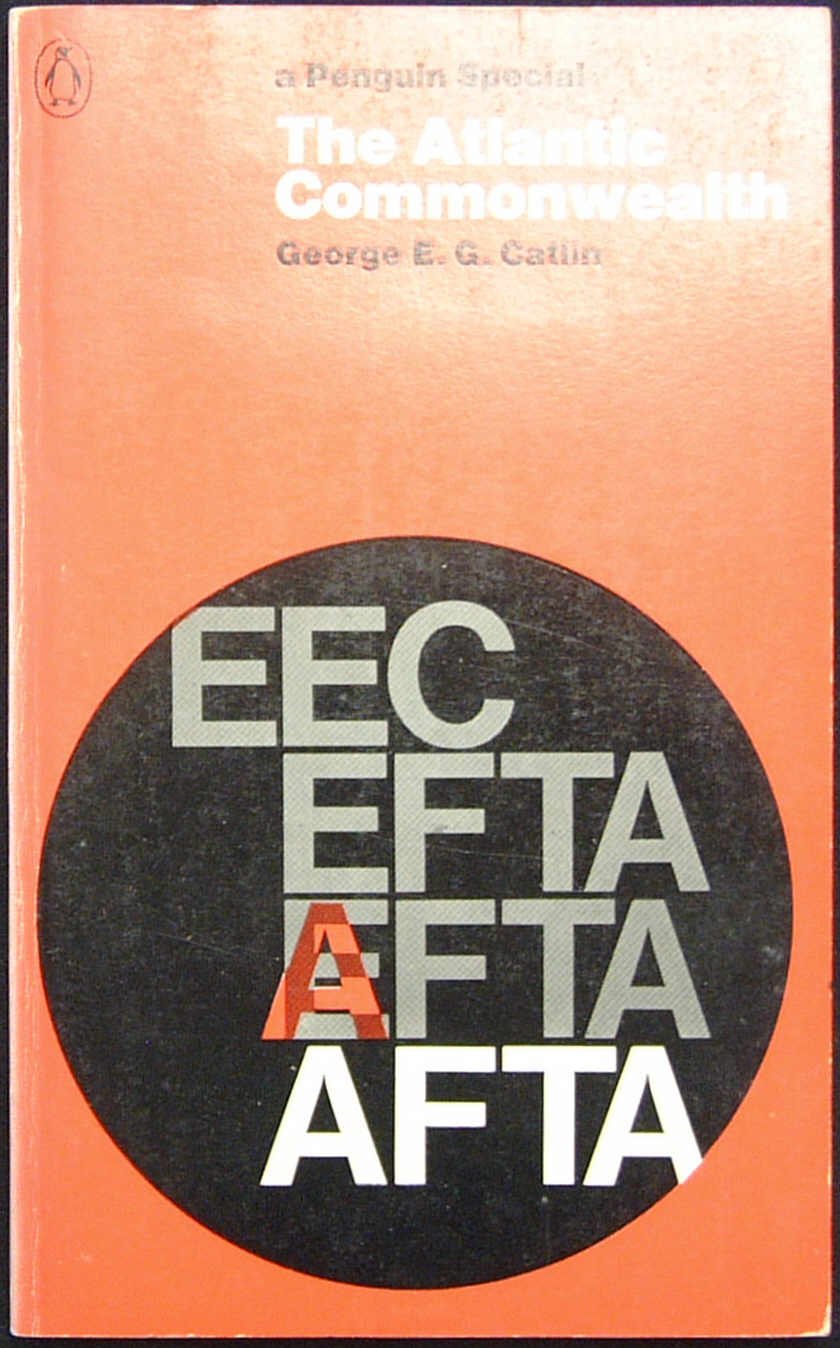 a Penguin Special
The Atlantic
Commonwealth
George E. G. Catlin
EEC
EFTA
AFTA
AFTA